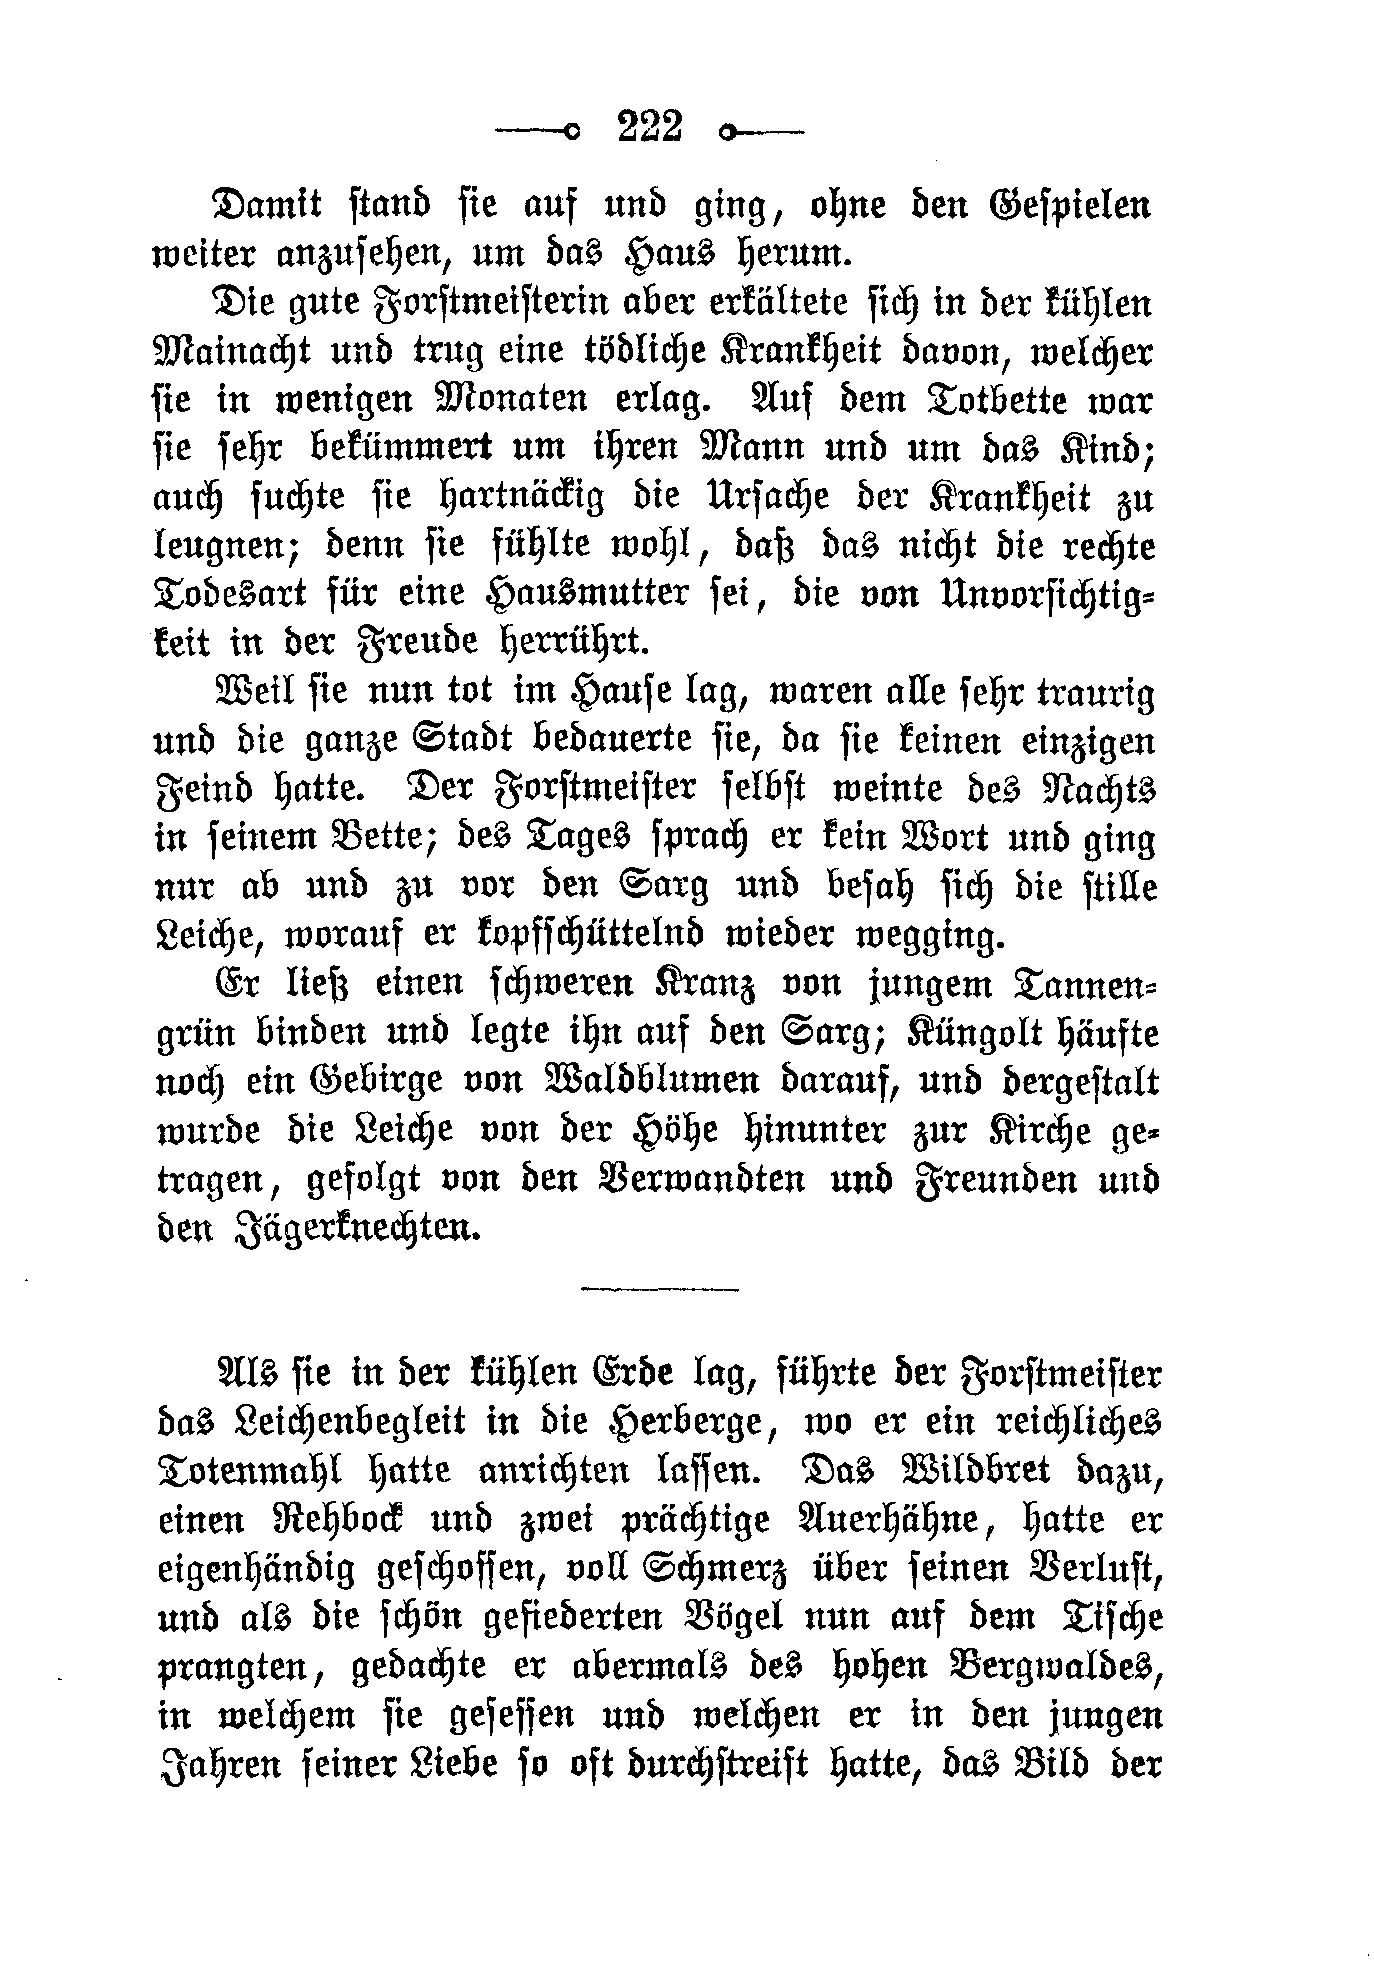 222
Damit stand sie auf und ging, ohne den Gespielen
weiter anzusehen, um das Haus herum.
Die gute Forstmeisterin aber erkältete sich in der kühlen
Mainacht und trug eine tödliche Krankheit davon, welcher
sie in wenigen Monaten erlag. Auf dem Totbette war
sie sehr bekümmert um ihren Mann und um das Kind;
auch suchte sie hartnäckig die Ursache der Krankheit zu
leugnen; denn sie fühlte wohl, daß das nicht die rechte
Todesart für eine Hausmutter sei, die von Unvorsichtig-
keit in der Freude herrührt.
Weil sie nun tot im Hause lag, waren alle sehr traurig
und die ganze Stadt bedauerte sie, da sie keinen einzigen
Feind hatte. Der Forstmeister selbst weinte des Nachts
in seinem Bette; des Tages sprach er kein Wort und ging
nur ab und zu vor den Sarg und besah sich die stille
Leiche, worauf er kopfschüttelnd wieder wegging.
Er ließ einen schweren Kranz von jungem Tannen-
grün binden und legte ihn auf den Sarg; Küngolt häufte
noch ein Gebirge von Waldblumen darauf, und dergestalt
wurde die Leiche von der Höhe hinunter zur Kirche ge-
tragen, gefolgt von den Verwandten und Freunden und
den Jägerknechten.
Als sie in der kühlen Erde lag, führte der Forstmeister
das Leichenbegleit in die Herberge, wo er ein reichliches
Totenmahl hatte anrichten lassen. Das Wildbret dazu,
einen Rehbock und zwei prächtige Auerhähne, hatte er
eigenhändig geschossen, voll Schmerz über seinen Verlust,
und als die schön gefiederten Vögel nun auf dem Tische
prangten, gedachte er abermals des hohen Bergwaldes,
in welchem sie gesessen und welchen er in den jungen
Jahren seiner Liebe so oft durchstreift hatte, das Bild der